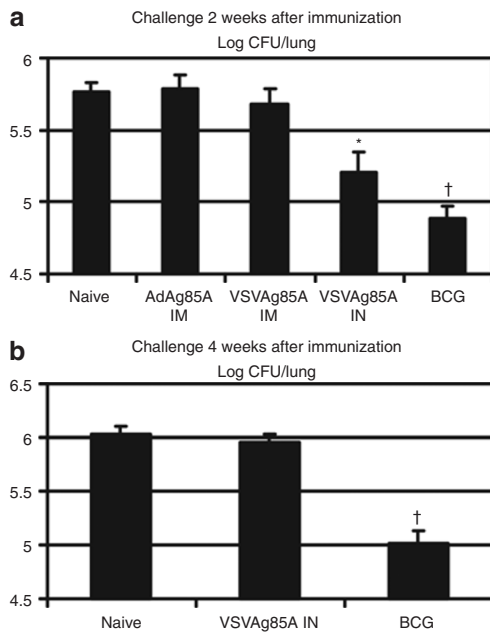 a
Challenge 2 weeks after immunization
Log CFU/lung
6
5.5
5
4.5
*
†
Naive
AdAg85A IM
VSVAg85A IM
VSVAg85A IN
BCG
b
Challenge 4 weeks after immunization
Log CFU/lung
6.5
6
5.5
5
4.5
†
Naive
VSVAg85A IN
BCG